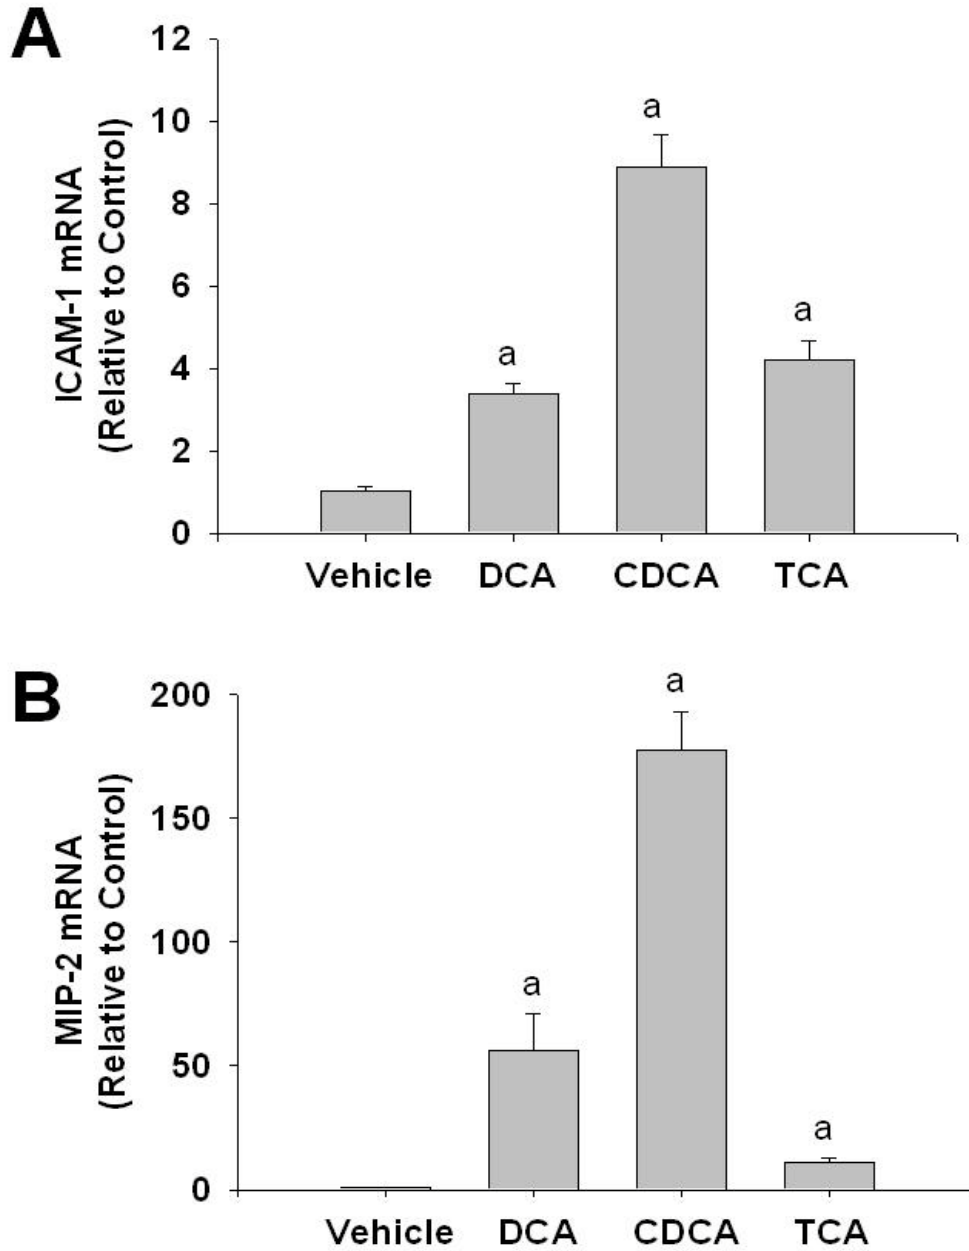 A
ICAM-1 mRNA
(Relative to Control)
12
10
8
6
4
2
0
a
a
a
Vehicle DCA CDCA TCA
B
MIP-2 mRNA
(Relative to Control)
200
150
100
50
0
a
a
a
Vehicle DCA CDCA TCA